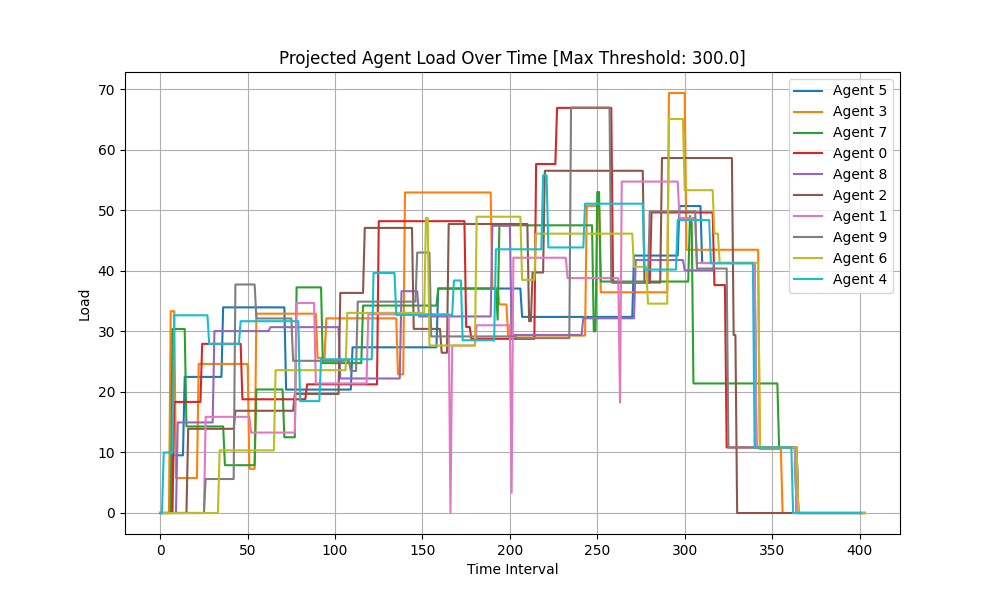 Projected Agent Load Over Time [Max Threshold: 300.0]
Load
70
60
50
40
30
20
10
0
0 50 100 150 200 250 300 350 400
Time Interval
Agent 5
Agent 3
Agent 7
Agent 0
Agent 8
Agent 2
Agent 1
Agent 9
Agent 6
Agent 4